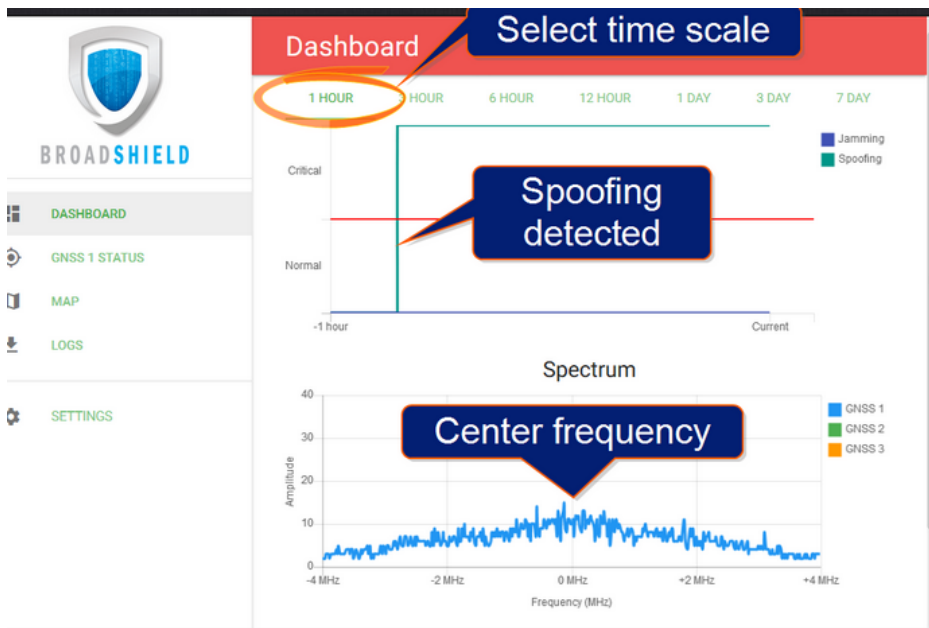 Select time scale
Dashboard
1 HOUR
HOUR
6 HOUR
12 HOUR
1 DAY
3 DAY
7 DAY
BROADSHIELD
DASHBOARD
GNSS 1 STATUS
MAP
LOGS
SETTINGS
Jamming
Spoofing
Critical
Spoofing
detected
Normal
-1 hour
Current
Spectrum
GNSS 1
GNSS 2
GNSS 3
Center frequency
Amplitude
40
30
20
10
0
-4 MHz
-2 MHz
0 MHz
+2 MHz
+4 MHz
Frequency (MHz)